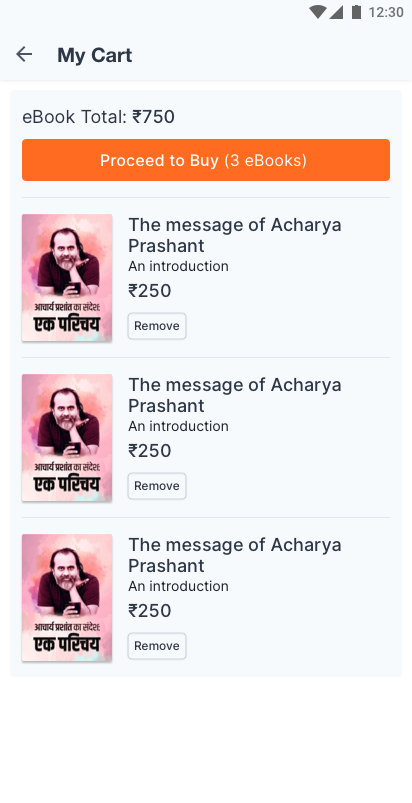 12:30
My Cart
eBook Total: ₹750
Proceed to Buy (3 eBooks)
The message of Acharya
Prashant
An introduction
₹250
Remove
आचार्य प्रशांत का संदेश:
एक परिचय
The message of Acharya
Prashant
An introduction
₹250
Remove
आचार्य प्रशांत का संदेश:
एक परिचय
The message of Acharya
Prashant
An introduction
₹250
Remove
आचार्य प्रशांत का संदेश:
एक परिचय